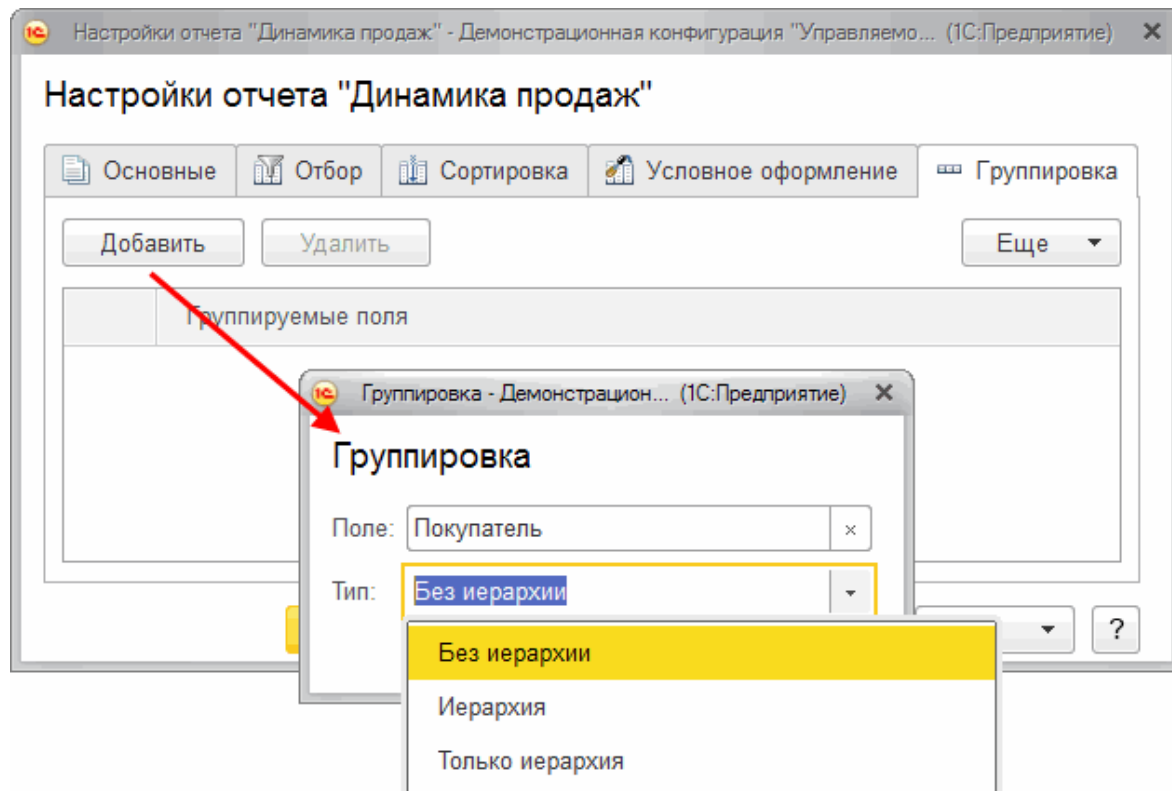 1С Настройки отчета "Динамика продаж" - Демонстрационная конфигурация "Управляемо... (1С:Предприятие)
Настройки отчета "Динамика продаж"
Основные Отбор Сортировка Условное оформление Группировка
Добавить Удалить Еще
Группируемые поля
1С Группировка - Демонстрацион... (1С:Предприятие)
Группировка
Поле: Покупатель ×
Тип: Без иерархии
?
Без иерархии
Иерархия
Только иерархия